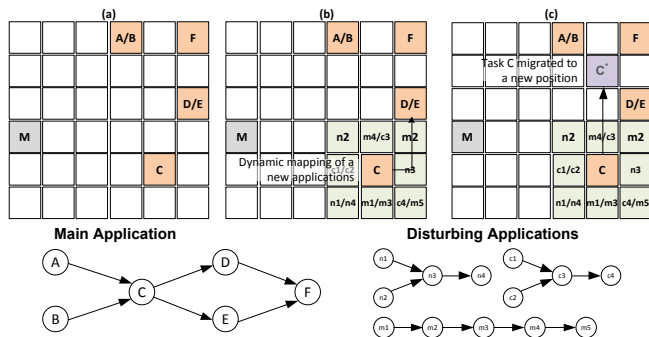 (a)
(b)
(c)
A/B F
A/B F
A/B F
Task C migrated to
a new position
C*
D/E
D/E
D/E
M
M n2 m4/c3 m2
M n2 m4/c3 m2
Dynamic mapping of a
new applications
C
c1/c2 C n3
c1/c2 C n3
n1/n4 m1/m3 c4/m5
n1/n4 m1/m3 c4/m5
Main Application
Disturbing Applications
A
B
C
D
E
F
n1
n2
n3
n4
c1
c2
c3
c4
m1 m2 m3 m4 m5